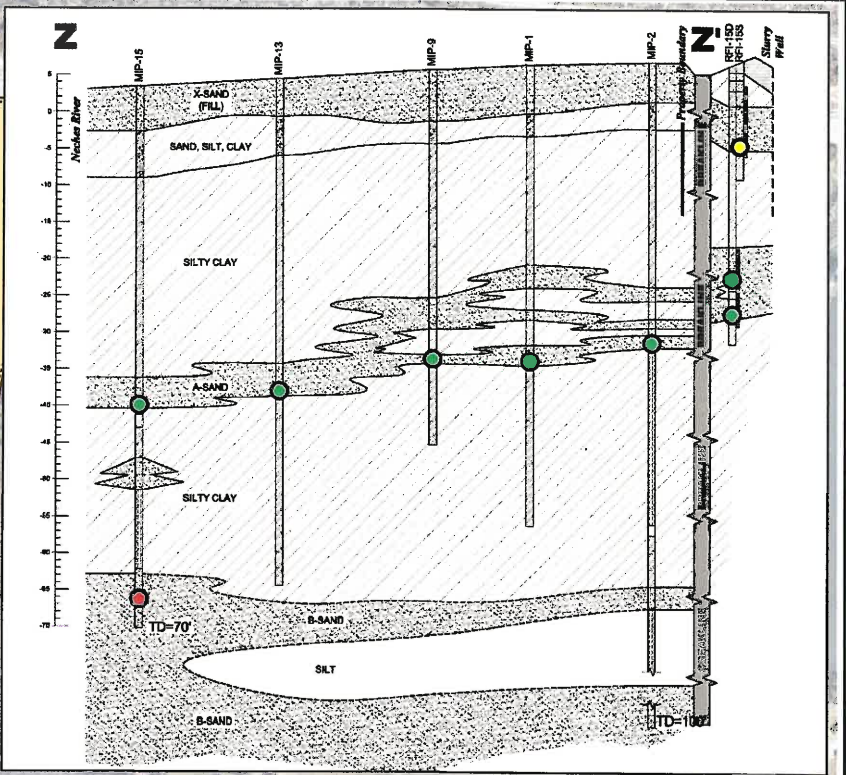 Z
Z'
MIP-15
MIP-13
MIP-9
MIP-1
MIP-2
Property Boundary
RFI-15D
RFI-15S
Slurry
Wall
Neches River
5
0
-5
-10
-15
-20
-25
-30
-35
-40
-45
-50
-55
-60
-65
-70
X-SAND
(FILL)
SAND, SILT, CLAY
SILTY CLAY
A-SAND
SILTY CLAY
TD=70'
B-SAND
SILT
B-SAND
TD=100'
BREAK LINE